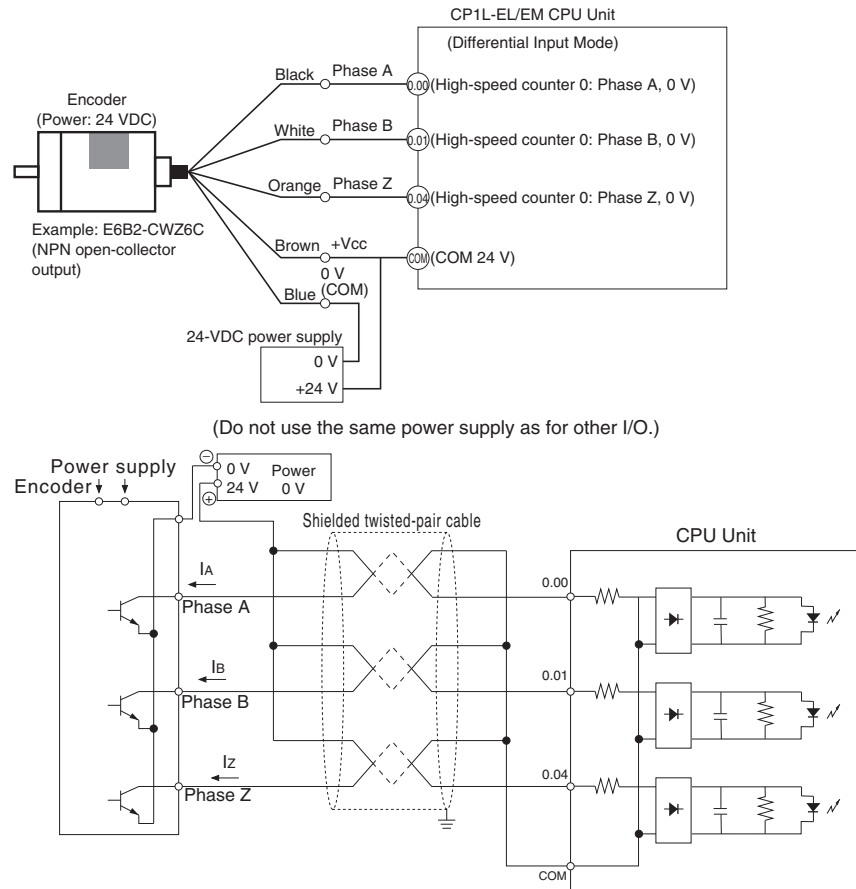 CP1L-EL/EM CPU Unit
(Differential Input Mode)
Encoder
(Power: 24 VDC)
Example: E6B2-CWZ6C
(NPN open-collector
output)
Black Phase A 0.00 (High-speed counter 0: Phase A, 0 V)
White Phase B 0.01 (High-speed counter 0: Phase B, 0 V)
Orange Phase Z 0.04 (High-speed counter 0: Phase Z, 0 V)
Brown +Vcc COM (COM 24 V)
0 V
Blue (COM)
24-VDC power supply
0 V
+24 V
(Do not use the same power supply as for other I/O.)
Power supply
Encoder
− 0 V Power
+ 24 V 0 V
Shielded twisted-pair cable
CPU Unit
IA
Phase A
0.00
IB
Phase B
0.01
IZ
Phase Z
0.04
COM